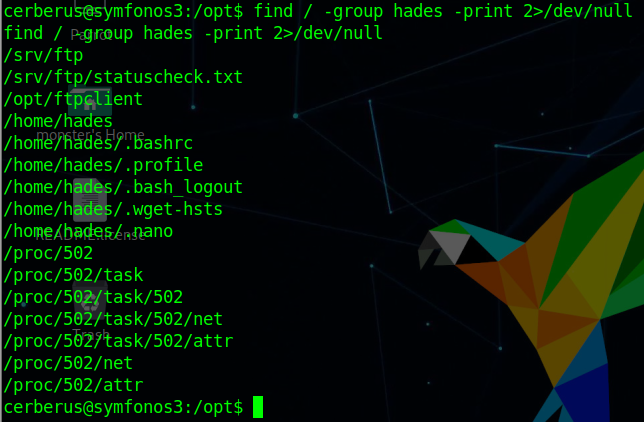 cerberus@symfonos3:/opt$ find / -group hades -print 2>/dev/null
find / -group hades -print 2>/dev/null
/srv/ftp
/srv/ftp/statuscheck.txt
/opt/ftpclient
/home/hades
monster's Home
/home/hades/.bashrc
/home/hades/.profile
/home/hades/.bash_logout
/home/hades/.wget-hsts
/home/hades/.nano
/proc/502
/proc/502/task
/proc/502/task/502
/proc/502/task/502/net
Trash
/proc/502/task/502/attr
/proc/502/net
/proc/502/attr
cerberus@symfonos3:/opt$